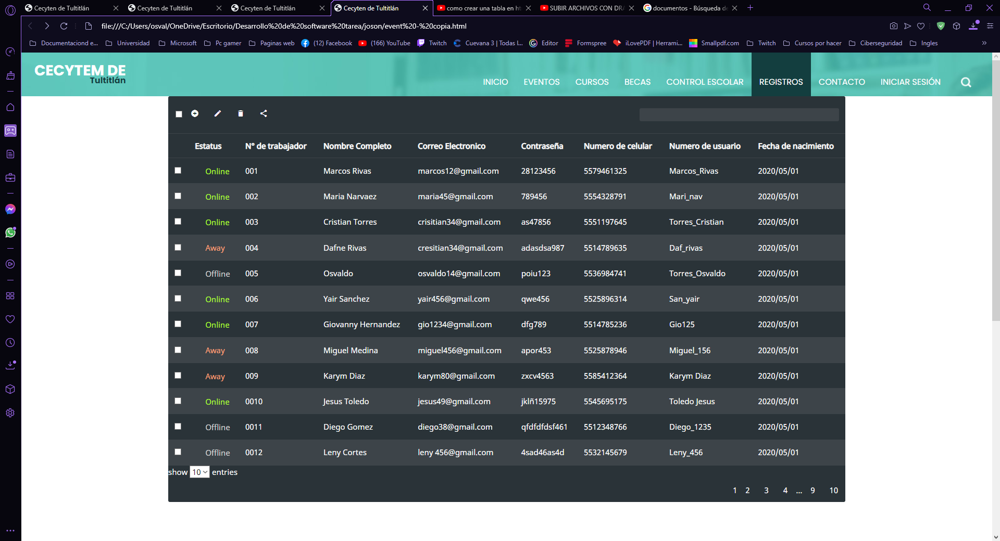 Cecyten de Tultitlán Cecyten de Tultitlán Cecyten de Tultitlán Cecyten de Tultitlán como crear una tabla en ht SUBIR ARCHIVOS CON DRA documentos - Búsqueda de
file:///C:/Users/osval/OneDrive/Escritorio/Desarrollo%20de%20software%20tarea/joson/event%20-%20copia.html
Documentaciond e... Universidad Microsoft Pc gamer Paginas web (12) Facebook (166) YouTube Twitch Cuevana 3 | Todas l... Editor Formspree iLovePDF | Herrami... Smallpdf.com Twitch Cursos por hacer Ciberseguridad Ingles »
CECYTEM DE
Tultitlán
INICIO EVENTOS CURSOS BECAS CONTROL ESCOLAR REGISTROS CONTACTO INICIAR SESIÓN
Estatus N° de trabajador Nombre Completo Correo Electronico Contraseña Numero de celular Numero de usuario Fecha de nacimiento
Online 001 Marcos Rivas marcos12@gmail.com 28123456 5579461325 Marcos_Rivas 2020/05/01
Online 002 Maria Narvaez maria45@gmail.com 789456 5554328791 Mari_nav 2020/05/01
Online 003 Cristian Torres crisitian34@gmail.com as47856 5551197645 Torres_Cristian 2020/05/01
Away 004 Dafne Rivas cresitian34@gmail.com adasdsa987 5514789635 Daf_rivas 2020/05/01
Offline 005 Osvaldo osvaldo14@gmail.com poiu123 5536984741 Torres_Osvaldo 2020/05/01
Online 006 Yair Sanchez yair456@gmail.com qwe456 5525896314 San_yair 2020/05/01
Online 007 Giovanny Hernandez gio1234@gmail.com dfg789 5514785236 Gio125 2020/05/01
Away 008 Miguel Medina miguel456@gmail.com apor453 5525878946 Miguel_156 2020/05/01
Away 009 Karym Diaz karym80@gmail.com zxcv4563 5585412364 Karym Diaz 2020/05/01
Online 0010 Jesus Toledo jesus49@gmail.com jklñ15975 5545695175 Toledo Jesus 2020/05/01
Offline 0011 Diego Gomez diego38@gmail.com qfdfdfdsf461 5512348766 Diego_1235 2020/05/01
Offline 0012 Leny Cortes leny 456@gmail.com 4sad46as4d 5532145679 Leny_456 2020/05/01
show 10 entries
1 2 3 4 ... 9 10